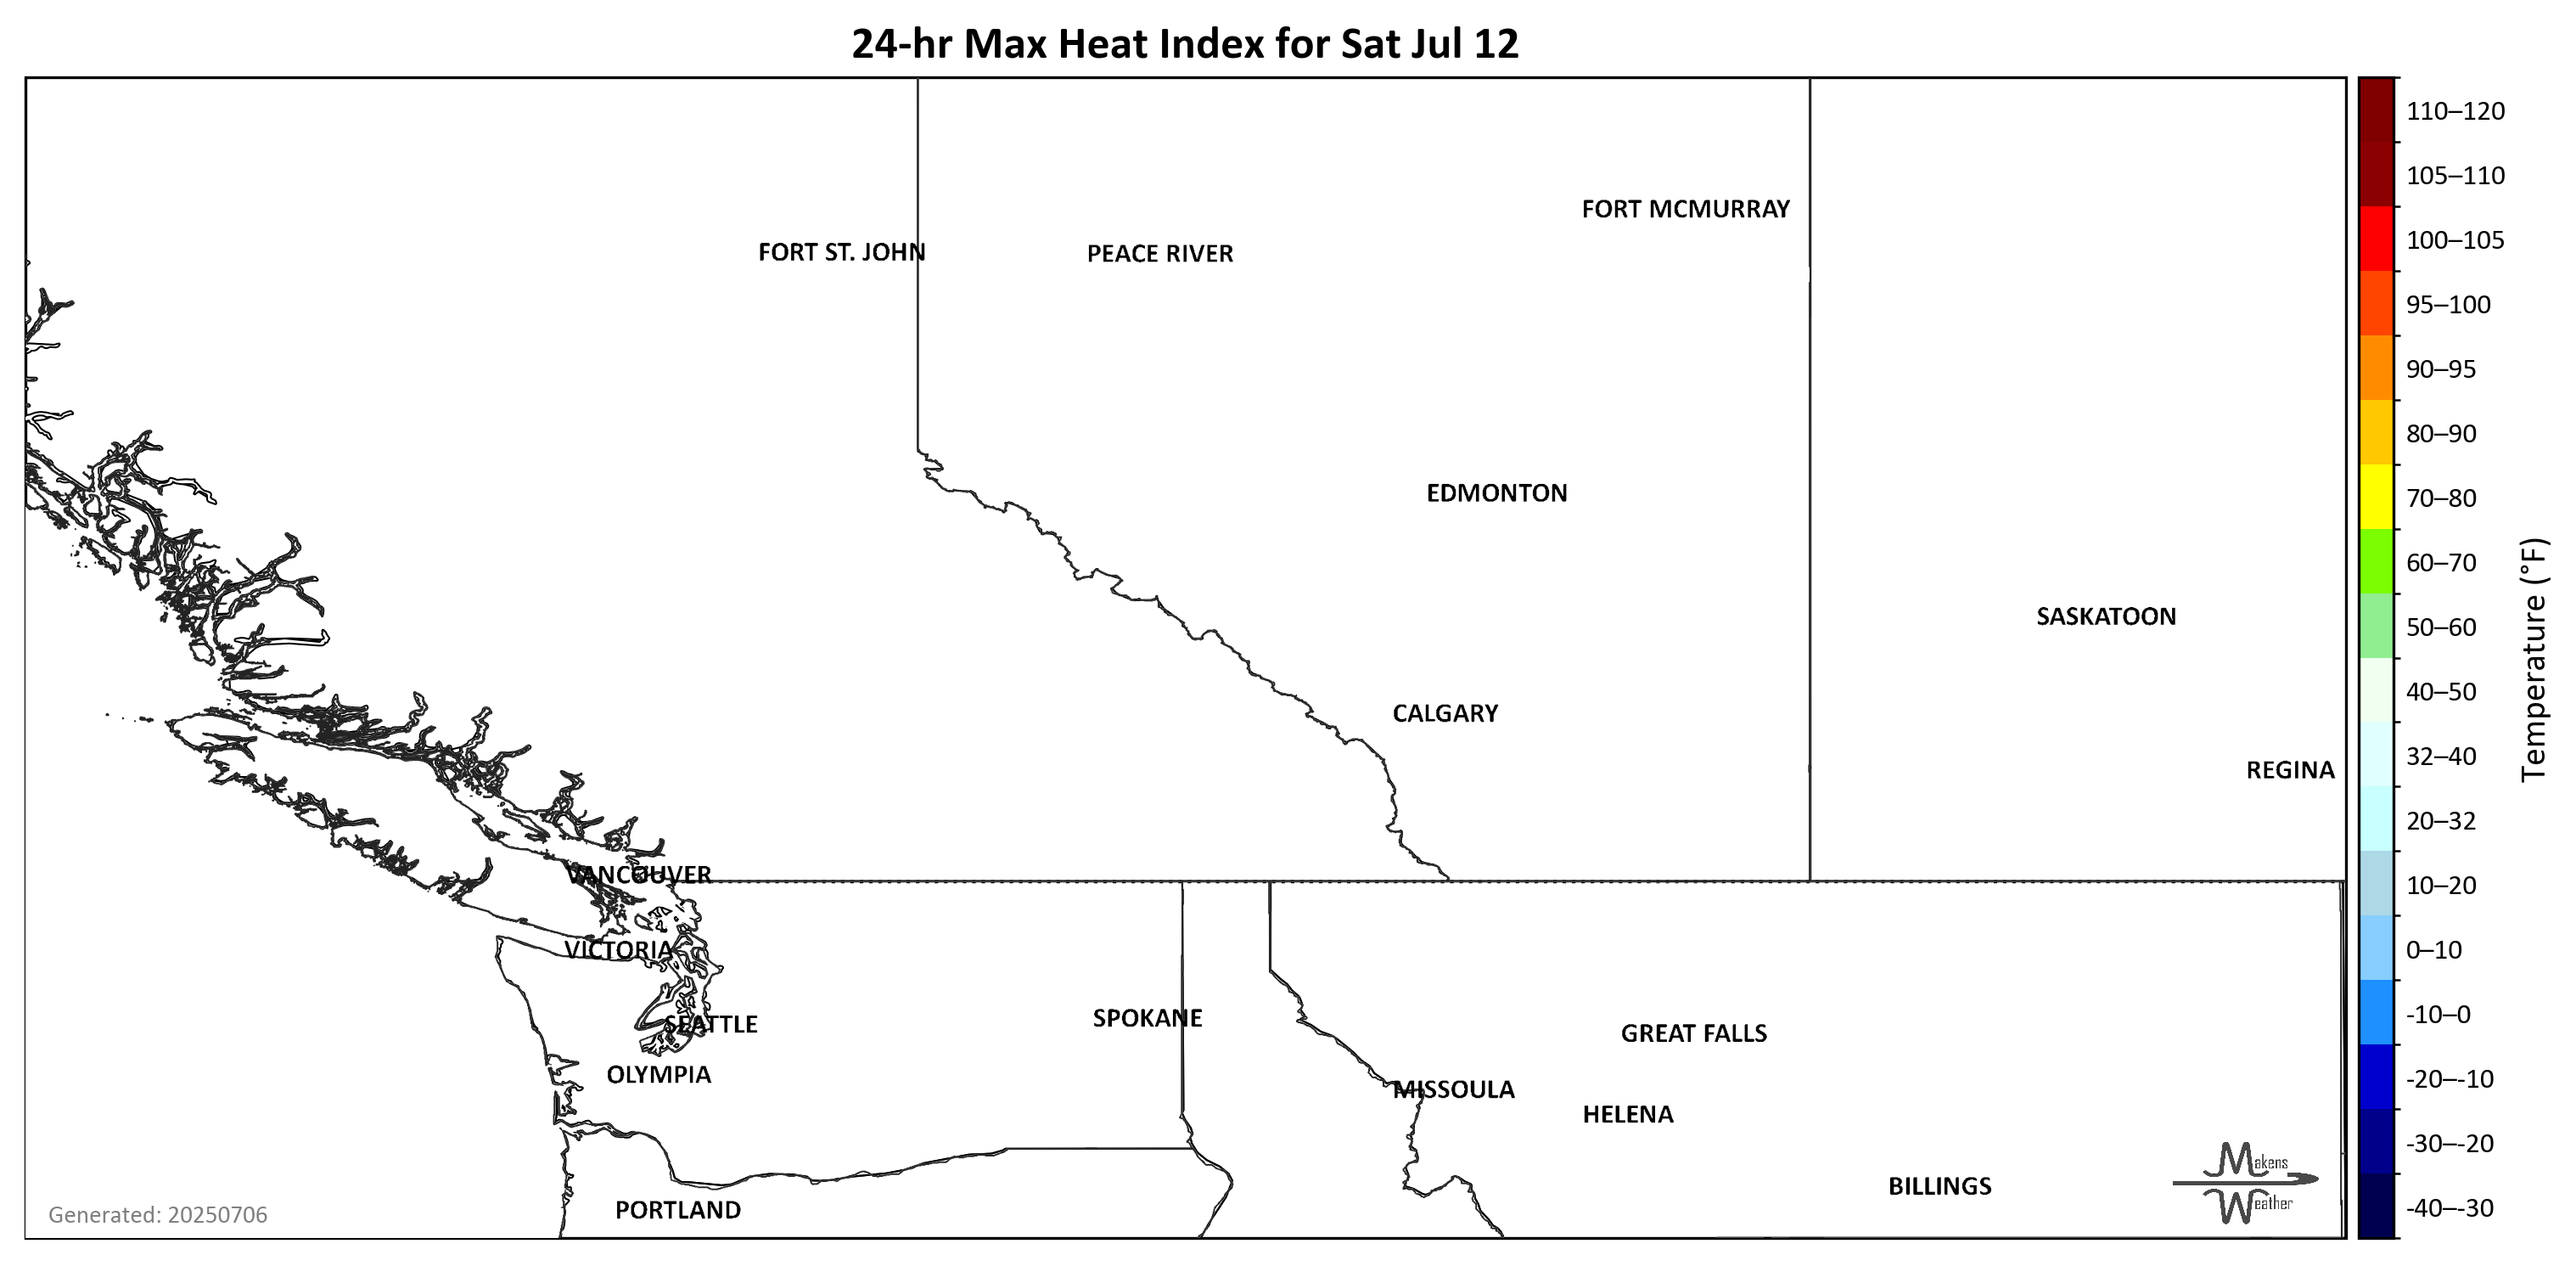 24-hr Max Heat Index for Sat Jul 12
110–120
105–110
100–105
95–100
90–95
80–90
70–80
60–70
50–60
40–50
32–40
20–32
10–20
0–10
-10–0
-20–-10
-30–-20
-40–-30
Temperature (°F)
FORT MCMURRAY
FORT ST. JOHN
PEACE RIVER
EDMONTON
SASKATOON
CALGARY
REGINA
VANCOUVER
VICTORIA
SEATTLE
SPOKANE
GREAT FALLS
OLYMPIA
MISSOULA
HELENA
BILLINGS
PORTLAND
Makens
Weather
Generated: 20250706